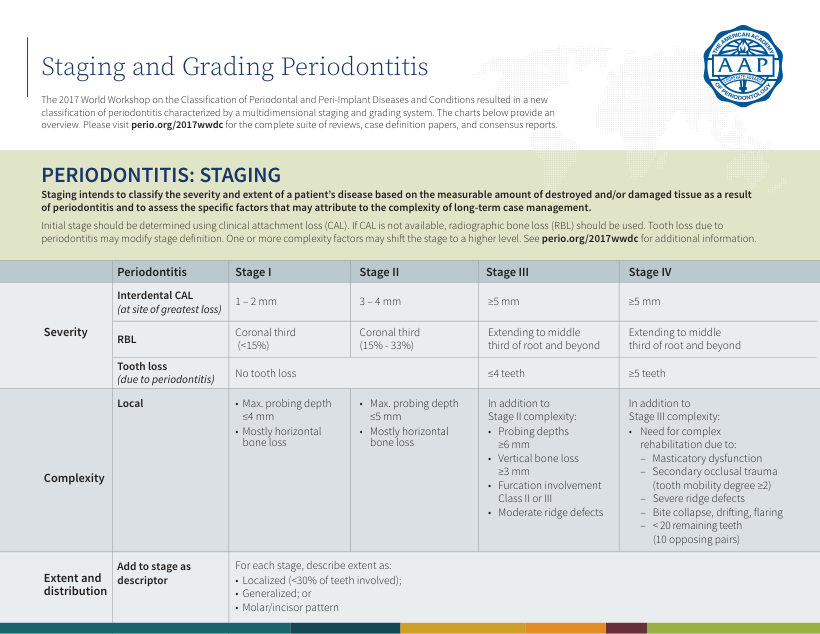 Staging and Grading Periodontitis
THE AMERICAN ACADEMY
AAP
OF PERIODONTOLOGY
The 2017 World Workshop on the Classification of Periodontal and Peri-Implant Diseases and Conditions resulted in a new
classification of periodontitis characterized by a multidimensional staging and grading system. The charts below provide an
overview. Please visit perio.org/2017wwdc for the complete suite of reviews, case definition papers, and consensus reports.
PERIODONTITIS: STAGING
Staging intends to classify the severity and extent of a patient's disease based on the measurable amount of destroyed and/or damaged tissue as a result
of periodontitis and to assess the specific factors that may attribute to the complexity of long-term case management.
Initial stage should be determined using clinical attachment loss (CAL). If CAL is not available, radiographic bone loss (RBL) should be used. Tooth loss due to
periodontitis may modify stage definition. One or more complexity factors may shift the stage to a higher level. See perio.org/2017wwdc for additional information.
Periodontitis Stage I Stage II Stage III Stage IV
Severity
Interdental CAL
(at site of greatest loss)
1 – 2 mm
3 – 4 mm
≥5 mm
≥5 mm
RBL
Coronal third
(<15%)
Coronal third
(15% - 33%)
Extending to middle
third of root and beyond
Extending to middle
third of root and beyond
Tooth loss
(due to periodontitis)
No tooth loss
≤4 teeth
≥5 teeth
Complexity
Local
• Max. probing depth
≤4 mm
• Mostly horizontal
bone loss
• Max. probing depth
≤5 mm
• Mostly horizontal
bone loss
In addition to
Stage II complexity:
• Probing depths
≥6 mm
• Vertical bone loss
≥3 mm
• Furcation involvement
Class II or III
• Moderate ridge defects
In addition to
Stage III complexity:
• Need for complex
rehabilitation due to:
– Masticatory dysfunction
– Secondary occlusal trauma
(tooth mobility degree ≥2)
– Severe ridge defects
– Bite collapse, drifting, flaring
– < 20 remaining teeth
(10 opposing pairs)
Extent and
distribution
Add to stage as
descriptor
For each stage, describe extent as:
• Localized (<30% of teeth involved);
• Generalized; or
• Molar/incisor pattern